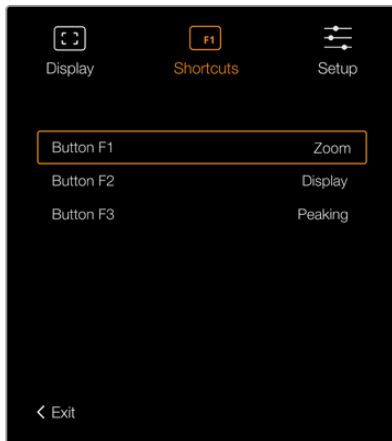 F1
Display Shortcuts Setup
Button F1 Zoom
Button F2 Display
Button F3 Peaking
< Exit